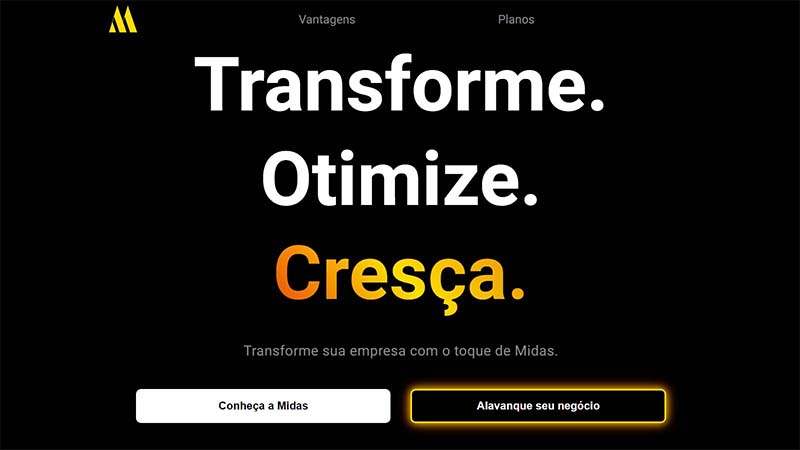 Vantagens
Planos
Transforme.
Otimize.
Cresça.
Transforme sua empresa com o toque de Midas.
Conheça a Midas
Alavanque seu negócio